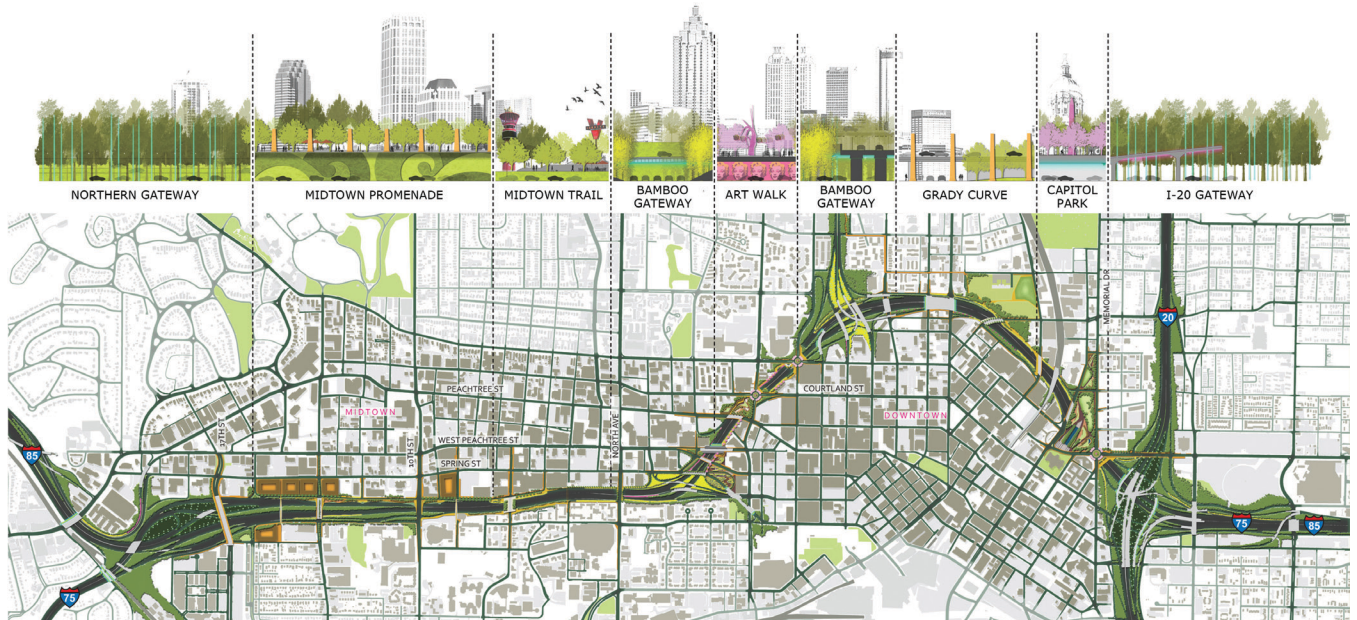 NORTHERN GATEWAY
MIDTOWN PROMENADE
MIDTOWN TRAIL
BAMBOO
GATEWAY
ART WALK
BAMBOO
GATEWAY
GRADY CURVE
CAPITOL
PARK
I-20 GATEWAY
MEMORIAL DR
20
PEACHTREE ST
COURTLAND ST
MIDTOWN
DOWNTOWN
17TH ST
10TH ST
NORTH AVE
WEST PEACHTREE ST
SPRING ST
85
75
75
85